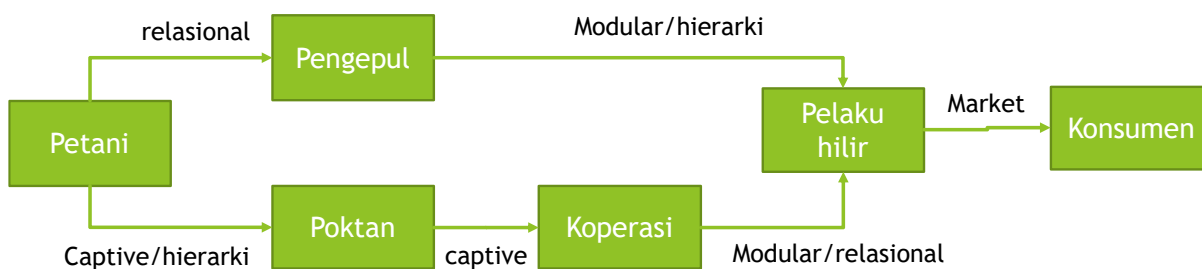 relasional
Modular/hierarki
Pengepul
Petani
Pelaku
hilir
Market
Konsumen
Captive/hierarki
Poktan
captive
Koperasi
Modular/relasional